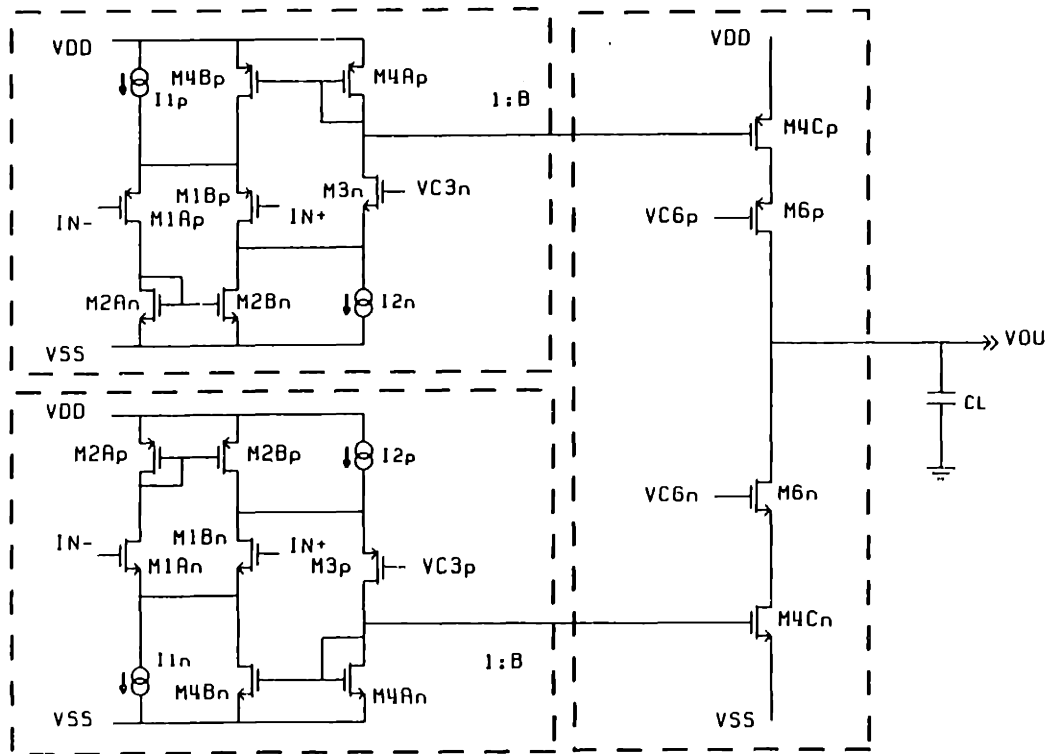 VDD
M4Bp
M4Ap
I1p
1:B
M1Bp
M3n
VC3n
IN-
M1Ap
IN+
M2An
M2Bn
I2n
VSS
VDD
M2Ap
M2Bp
I2p
M1Bn
IN-
IN+
M1An
M3p
VC3p
I1n
1:B
M4Bn
M4An
VSS
VDD
M4Cp
VC6p
M6p
VOU
CL
VC6n
M6n
M4Cn
VSS